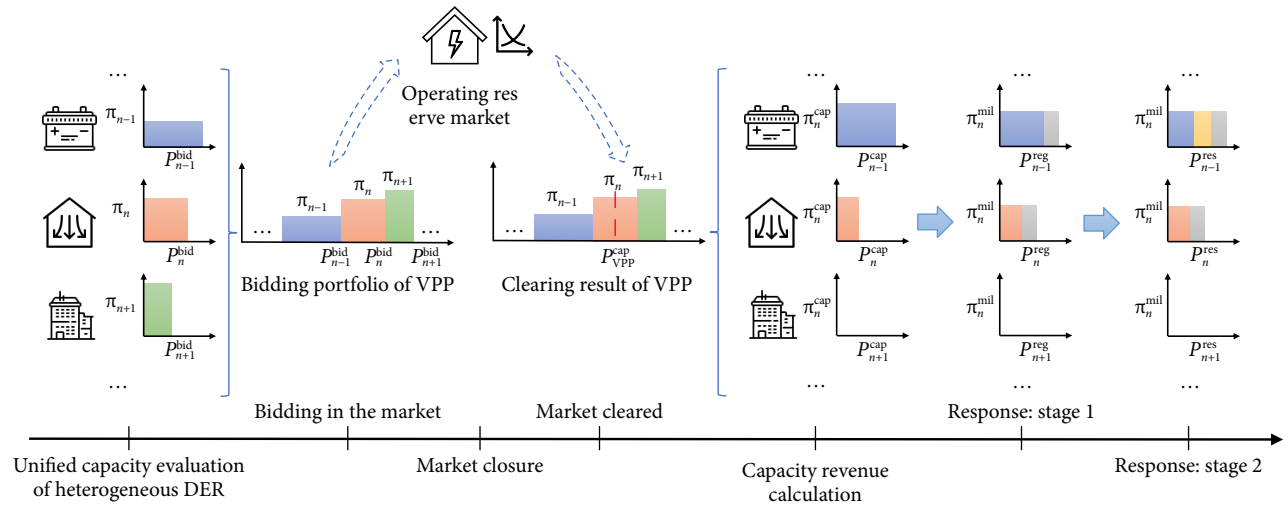 ...
π_{n−1}
P_{n−1}^{bid}
π_n
P_n^{bid}
π_{n+1}
P_{n+1}^{bid}
...
Operating res
erve market
...
π_{n−1}
π_n
π_{n+1}
...
P_{n−1}^{bid}
P_n^{bid}
P_{n+1}^{bid}
Bidding portfolio of VPP
...
π_{n−1}
π_n
π_{n+1}
...
P_{VPP}^{cap}
Clearing result of VPP
...
π_n^{cap}
P_{n−1}^{cap}
π_n^{cap}
P_n^{cap}
π_n^{cap}
P_{n+1}^{cap}
...
...
π_n^{mil}
P_{n−1}^{reg}
π_n^{mil}
P_n^{reg}
π_n^{mil}
P_{n+1}^{reg}
...
...
π_n^{mil}
P_{n−1}^{res}
π_n^{mil}
P_n^{res}
π_n^{mil}
P_{n+1}^{res}
...
Bidding in the market
Market cleared
Response: stage 1
Unified capacity evaluation
of heterogeneous DER
Market closure
Capacity revenue
calculation
Response: stage 2